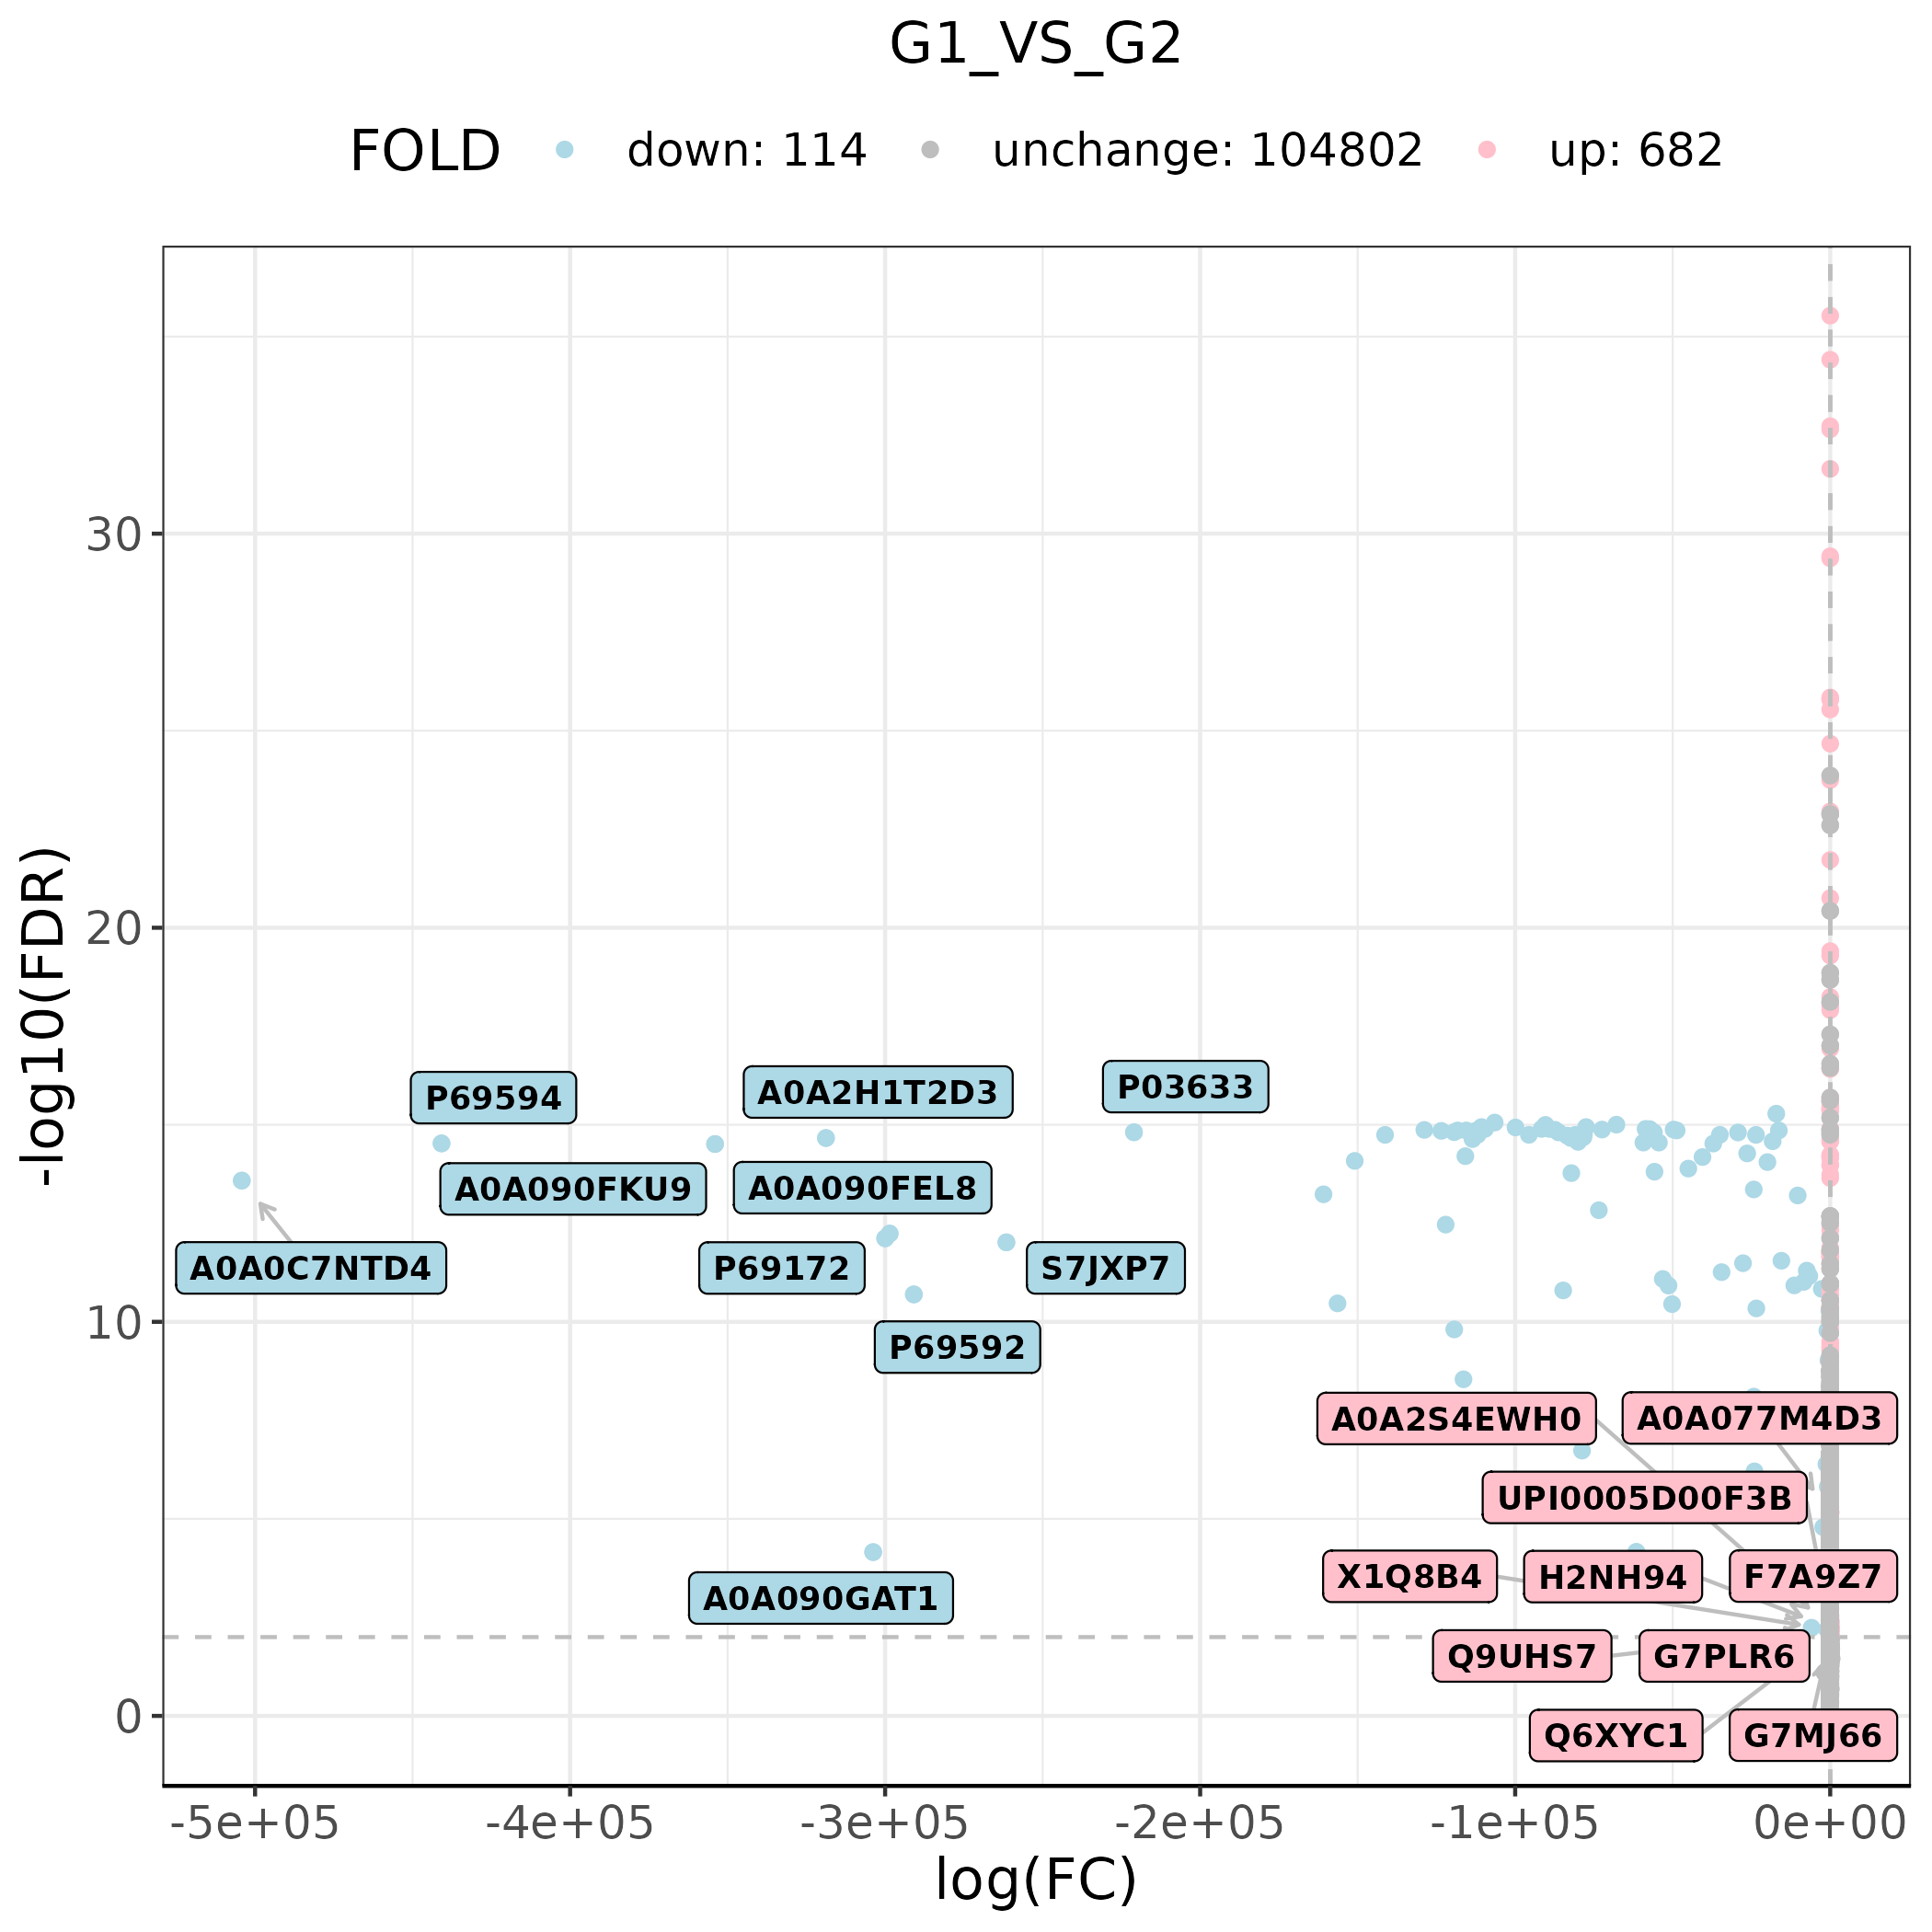 G1_VS_G2
FOLD down: 114 unchange: 104802 up: 682
-log10(FDR)
30
20
10
0
P69594
A0A2H1T2D3
P03633
A0A090FKU9
A0A090FEL8
A0A0C7NTD4
P69172
S7JXP7
P69592
A0A2S4EWH0
A0A077M4D3
UPI0005D00F3B
A0A090GAT1
X1Q8B4
H2NH94
F7A9Z7
Q9UHS7
G7PLR6
Q6XYC1
G7MJ66
-5e+05 -4e+05 -3e+05 -2e+05 -1e+05 0e+00
log(FC)